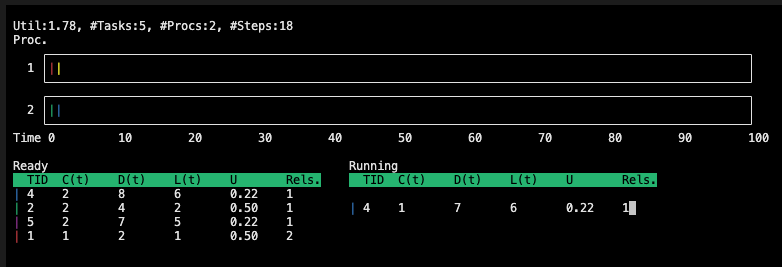 Util:1.78, #Tasks:5, #Procs:2, #Steps:18
Proc.
1
2
Time 0 10 20 30 40 50 60 70 80 90 100
Ready Running
TID C(t) D(t) L(t) U Rels. TID C(t) D(t) L(t) U Rels.
4 2 8 6 0.22 1
2 2 4 2 0.50 1 4 1 7 6 0.22 1
5 2 7 5 0.22 1
1 1 2 1 0.50 2